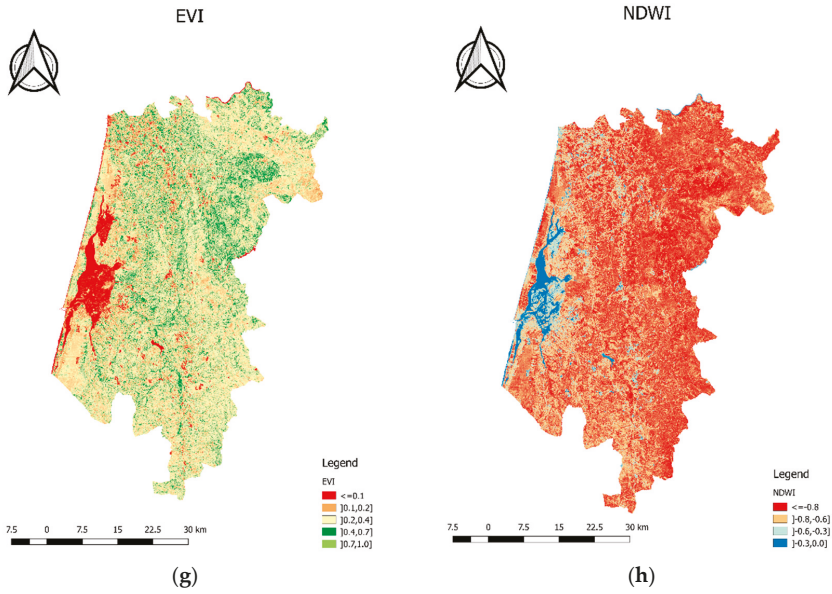 EVI
Legend
EVI
<=0.1
]0.1,0.2]
]0.2,0.4]
]0.4,0.7]
]0.7,1.0]
7.5 0 7.5 15 22.5 30 km
(g)
NDWI
Legend
NDWI
<=-0.8
]-0.8,-0.6]
]-0.6,-0.3]
]-0.3,0.0]
7.5 0 7.5 15 22.5 30 km
(h)